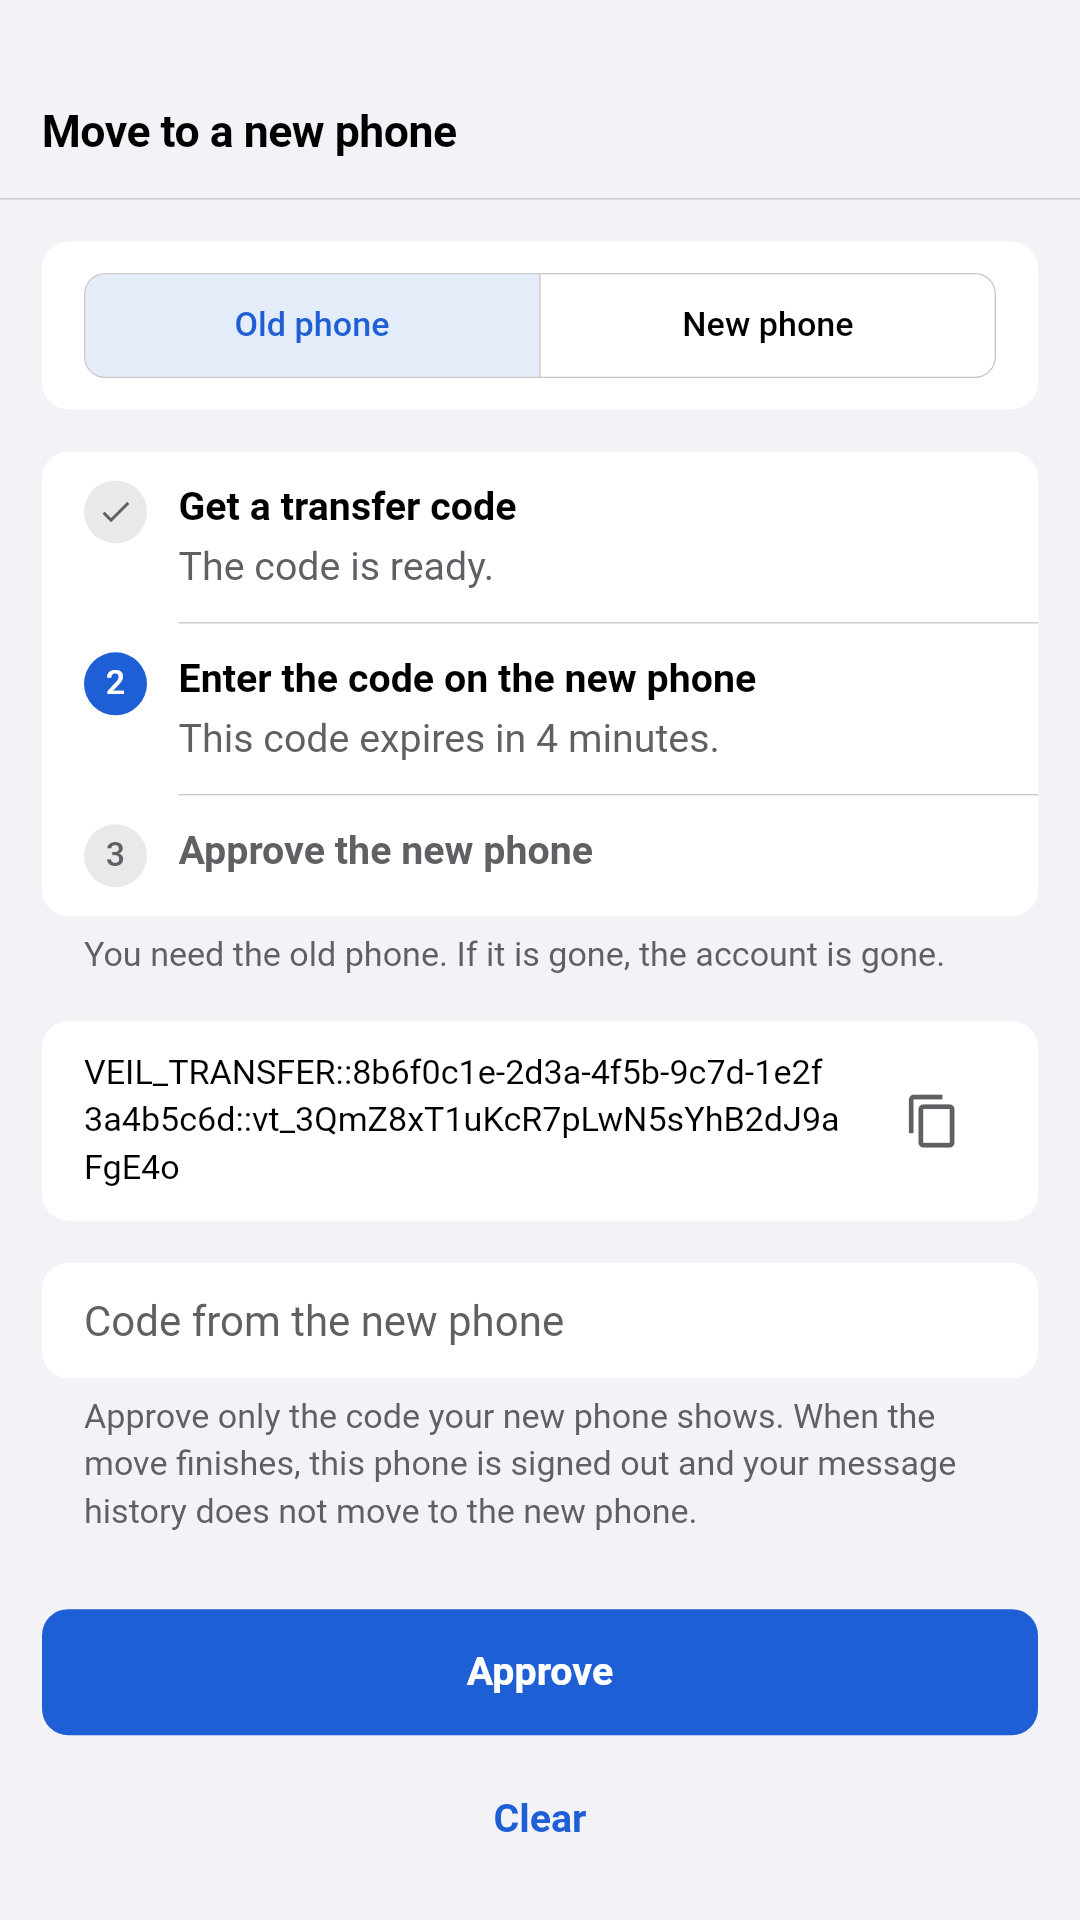 Move to a new phone
Old phone
New phone
Get a transfer code
The code is ready.
2
Enter the code on the new phone
This code expires in 4 minutes.
3
Approve the new phone
You need the old phone. If it is gone, the account is gone.
VEIL_TRANSFER::8b6f0c1e-2d3a-4f5b-9c7d-1e2f
3a4b5c6d::vt_3QmZ8xT1uKcR7pLwN5sYhB2dJ9a
FgE4o
Code from the new phone
Approve only the code your new phone shows. When the
move finishes, this phone is signed out and your message
history does not move to the new phone.
Approve
Clear